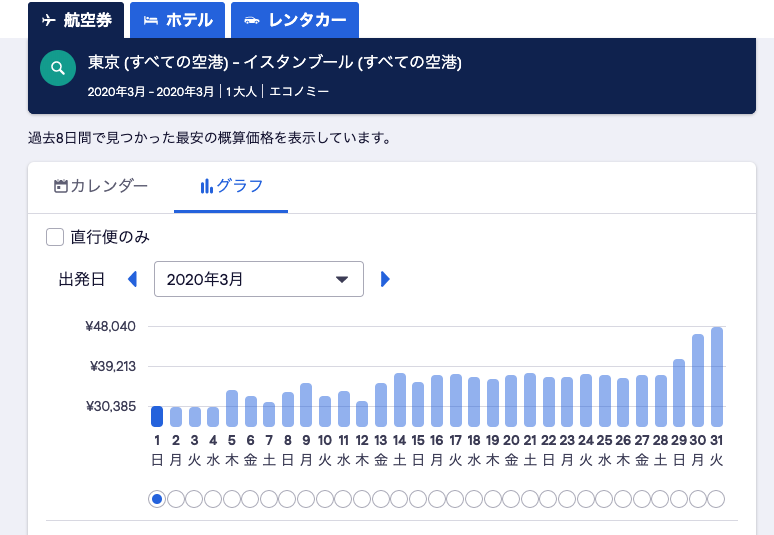 航空券 ホテル レンタカー
東京 (すべての空港) - イスタンブール (すべての空港)
2020年3月 - 2020年3月 | 1 大人 | エコノミー
過去8日間で見つかった最安の概算価格を表示しています。
カレンダー グラフ
直行便のみ
出発日 2020年3月
¥48,040
¥39,213
¥30,385
1 2 3 4 5 6 7 8 9 10 11 12 13 14 15 16 17 18 19 20 21 22 23 24 25 26 27 28 29 30 31
日 月 火 水 木 金 土 日 月 火 水 木 金 土 日 月 火 水 木 金 土 日 月 火 水 木 金 土 日 月 火